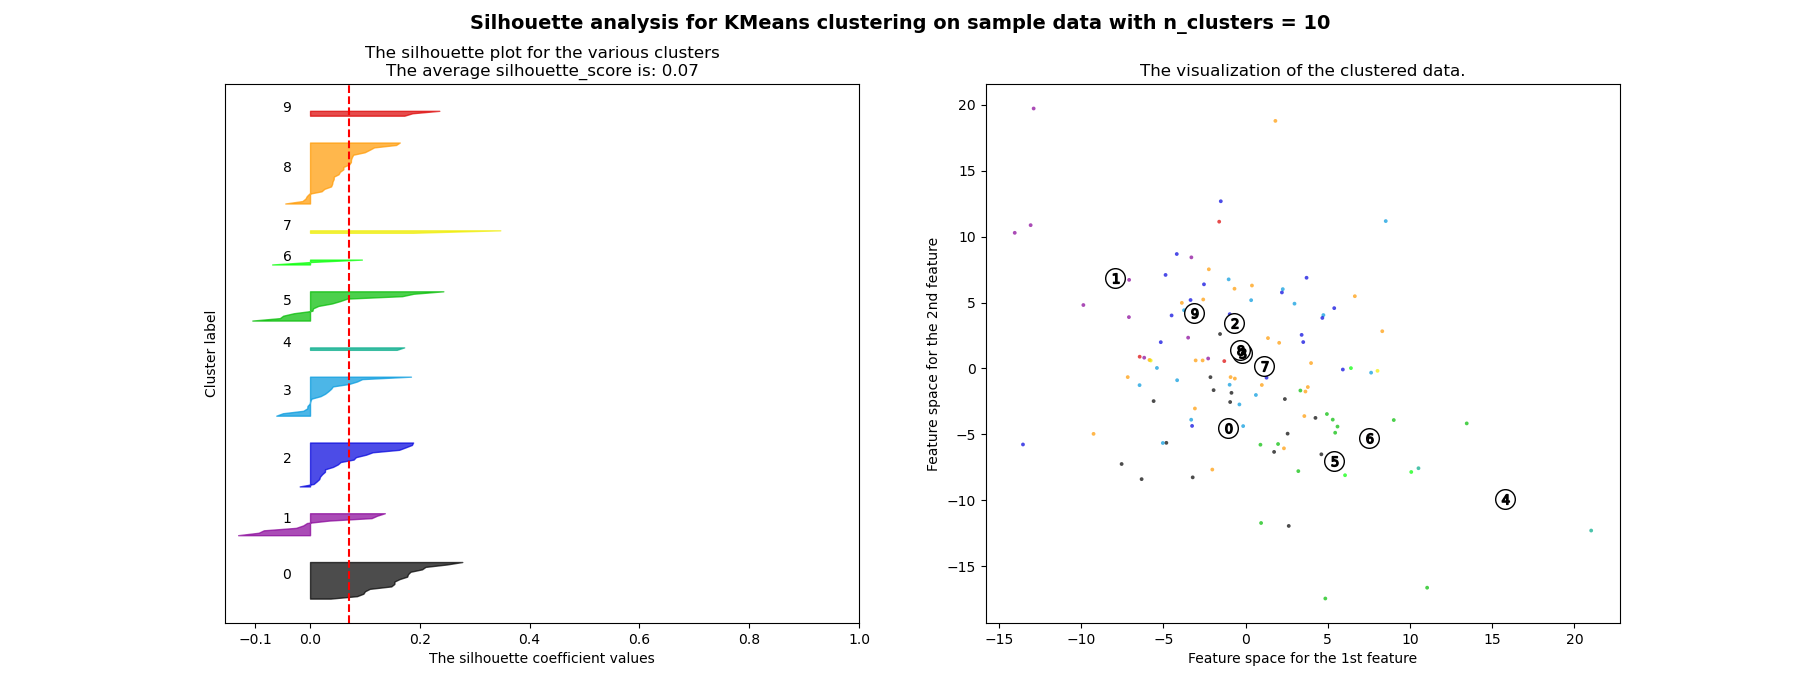 Silhouette analysis for KMeans clustering on sample data with n_clusters = 10
The silhouette plot for the various clusters
The average silhouette_score is: 0.07
9
8
7
6
5
4
3
2
1
0
Cluster label
−0.1 0.0 0.2 0.4 0.6 0.8 1.0
The silhouette coefficient values
The visualization of the clustered data.
20
15
10
5
0
−5
−10
−15
Feature space for the 2nd feature
1
9
2
8
7
0
6
5
4
−15 −10 −5 0 5 10 15 20
Feature space for the 1st feature